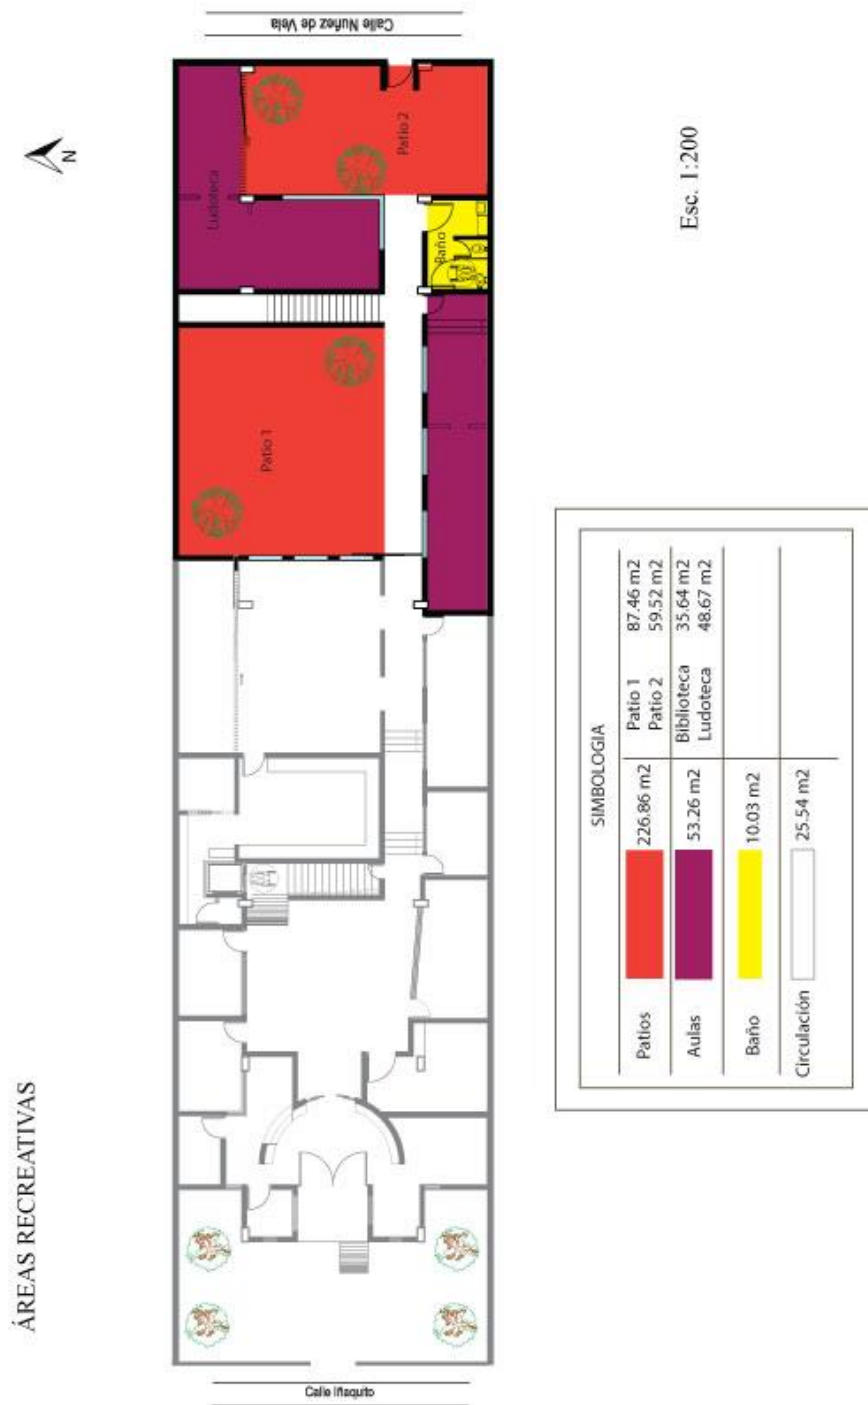 ÁREAS RECREATIVAS
N
Calle Nuñez de Vela
Ludoteca
Patio 2
Baño
Patio 1
Calle Iñaquito
Esc. 1:200
SIMBOLOGIA
Patios 226.86 m2 Patio 1 87.46 m2
Patio 2 59.52 m2
Aulas 53.26 m2 Biblioteca 35.64 m2
Ludoteca 48.67 m2
Baño 10.03 m2
Circulación 25.54 m2